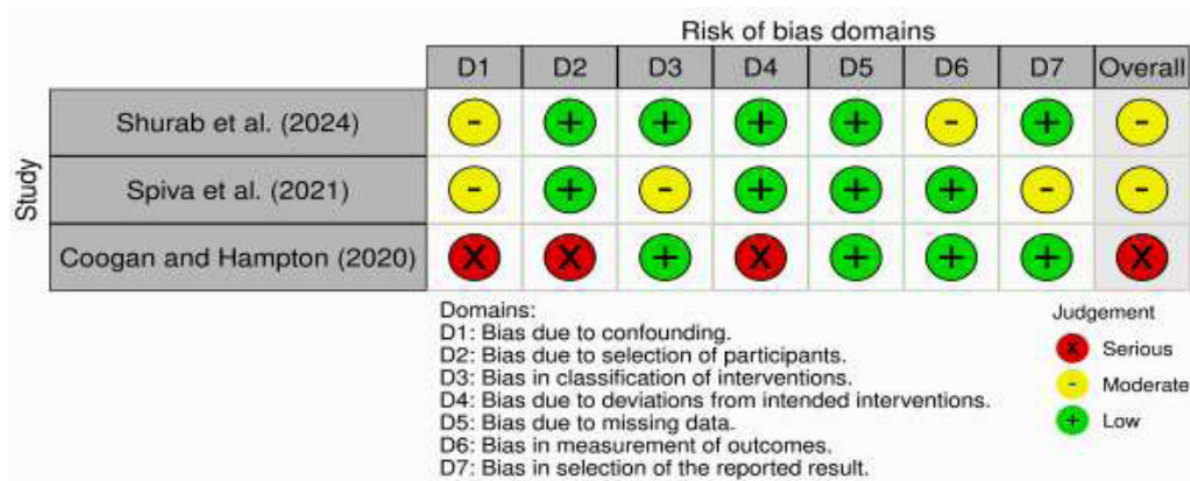 Risk of bias domains
D1 D2 D3 D4 D5 D6 D7 Overall
Study
Shurab et al. (2024) - + + + + - + -
Spiva et al. (2021) - + - + + + - -
Coogan and Hampton (2020) X X + X + + + X
Domains:
D1: Bias due to confounding.
D2: Bias due to selection of participants.
D3: Bias in classification of interventions.
D4: Bias due to deviations from intended interventions.
D5: Bias due to missing data.
D6: Bias in measurement of outcomes.
D7: Bias in selection of the reported result.
Judgement
X Serious
- Moderate
+ Low